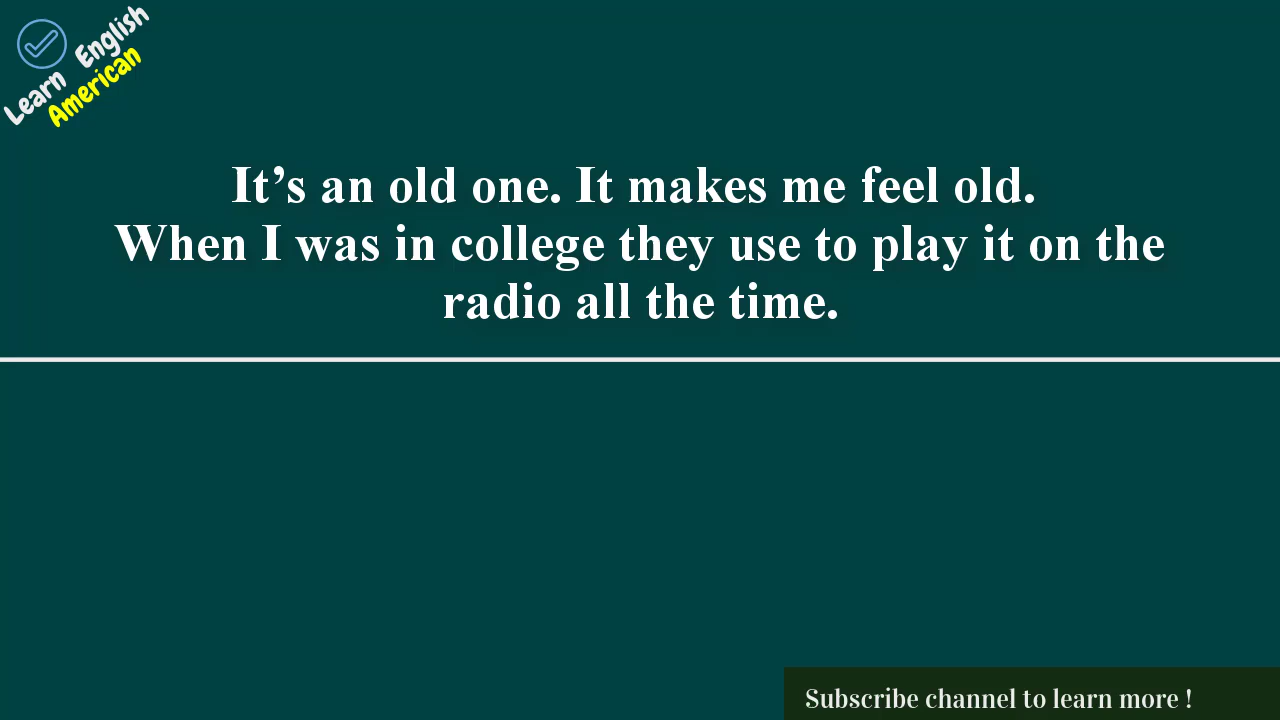 Learn English
American
It's an old one. It makes me feel old.
When I was in college they use to play it on the
radio all the time.
Subscribe channel to learn more !